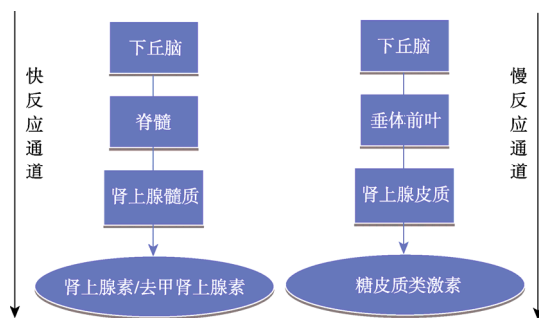 快反应通道
下丘脑
脊髓
肾上腺髓质
肾上腺素/去甲肾上腺素
下丘脑
垂体前叶
肾上腺皮质
糖皮质类激素
慢反应通道